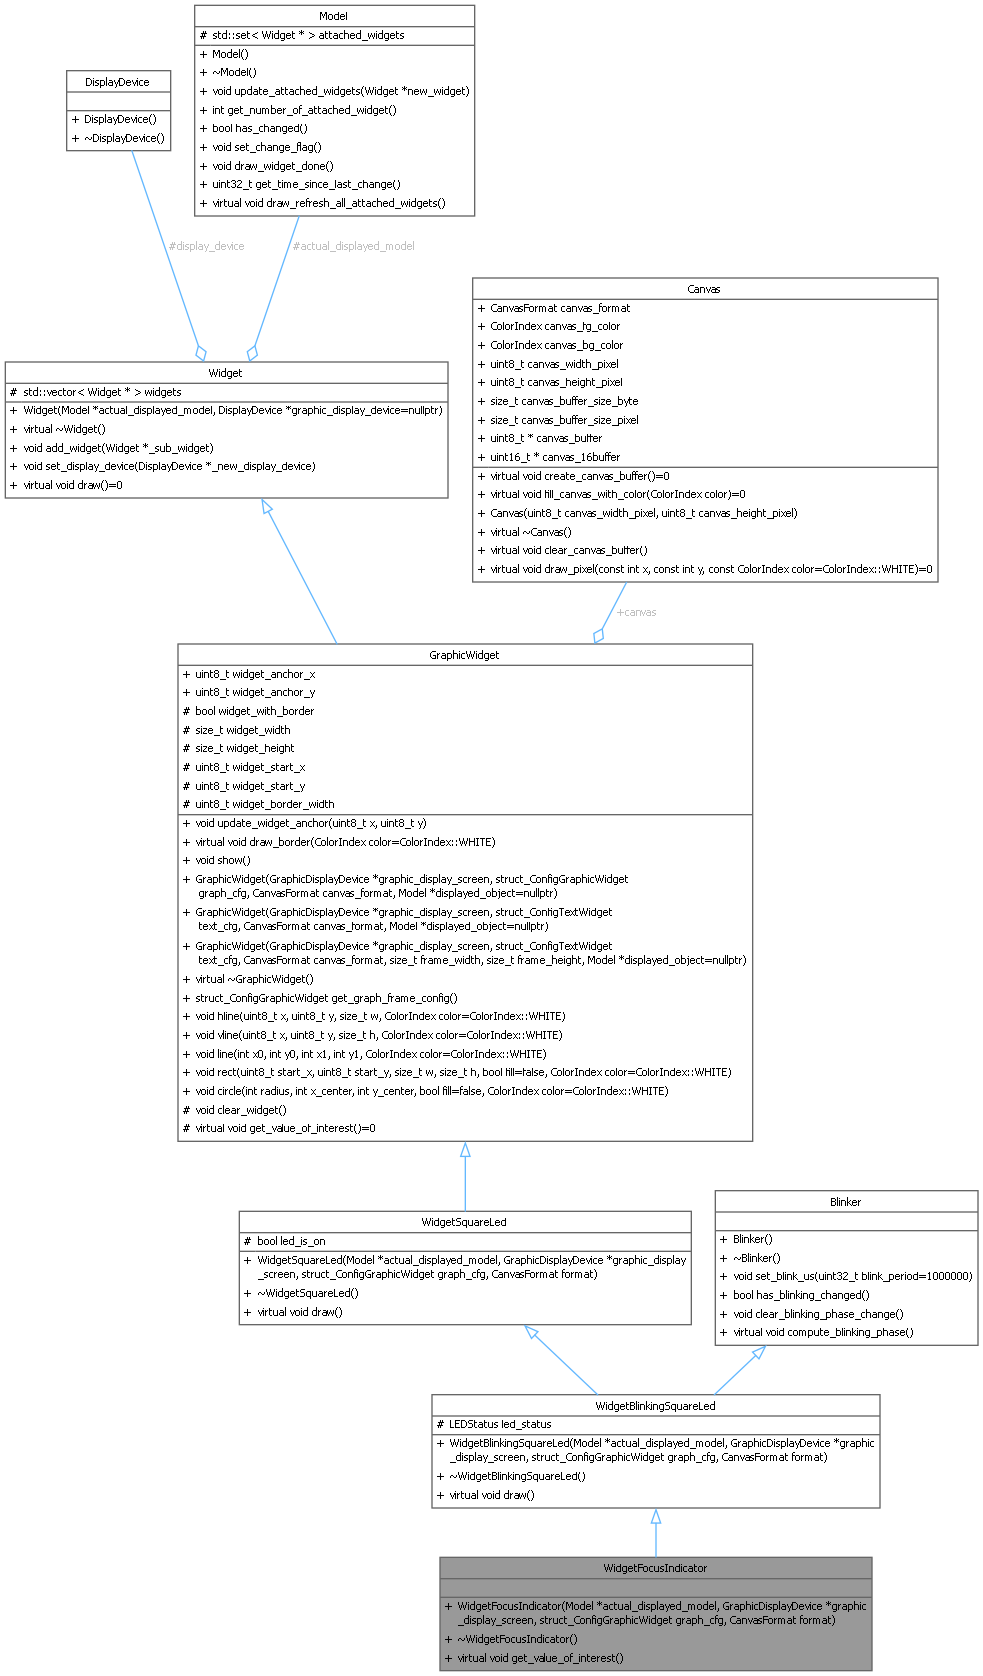 Model
# std::set< Widget * > attached_widgets
+ Model()
+ ~Model()
+ void update_attached_widgets(Widget *new_widget)
+ int get_number_of_attached_widget()
+ bool has_changed()
+ void set_change_flag()
+ void draw_widget_done()
+ uint32_t get_time_since_last_change()
+ virtual void draw_refresh_all_attached_widgets()
DisplayDevice
+ DisplayDevice()
+ ~DisplayDevice()
#display_device
#actual_displayed_model
Canvas
+ CanvasFormat canvas_format
+ ColorIndex canvas_fg_color
+ ColorIndex canvas_bg_color
+ uint8_t canvas_width_pixel
+ uint8_t canvas_height_pixel
+ size_t canvas_buffer_size_byte
+ size_t canvas_buffer_size_pixel
+ uint8_t * canvas_buffer
+ uint16_t * canvas_16buffer
+ virtual void create_canvas_buffer()=0
+ virtual void fill_canvas_with_color(ColorIndex color)=0
+ Canvas(uint8_t canvas_width_pixel, uint8_t canvas_height_pixel)
+ virtual ~Canvas()
+ virtual void clear_canvas_buffer()
+ virtual void draw_pixel(const int x, const int y, const ColorIndex color=ColorIndex::WHITE)=0
Widget
# std::vector< Widget * > widgets
+ Widget(Model *actual_displayed_model, DisplayDevice *graphic_display_device=nullptr)
+ virtual ~Widget()
+ void add_widget(Widget *_sub_widget)
+ void set_display_device(DisplayDevice *_new_display_device)
+ virtual void draw()=0
+canvas
GraphicWidget
+ uint8_t widget_anchor_x
+ uint8_t widget_anchor_y
# bool widget_with_border
# size_t widget_width
# size_t widget_height
# uint8_t widget_start_x
# uint8_t widget_start_y
# uint8_t widget_border_width
+ void update_widget_anchor(uint8_t x, uint8_t y)
+ virtual void draw_border(ColorIndex color=ColorIndex::WHITE)
+ void show()
+ GraphicWidget(GraphicDisplayDevice *graphic_display_screen, struct_ConfigGraphicWidget
graph_cfg, CanvasFormat canvas_format, Model *displayed_object=nullptr)
+ GraphicWidget(GraphicDisplayDevice *graphic_display_screen, struct_ConfigTextWidget
text_cfg, CanvasFormat canvas_format, Model *displayed_object=nullptr)
+ GraphicWidget(GraphicDisplayDevice *graphic_display_screen, struct_ConfigTextWidget
text_cfg, CanvasFormat canvas_format, size_t frame_width, size_t frame_height, Model *displayed_object=nullptr)
+ virtual ~GraphicWidget()
+ struct_ConfigGraphicWidget get_graph_frame_config()
+ void hline(uint8_t x, uint8_t y, size_t w, ColorIndex color=ColorIndex::WHITE)
+ void vline(uint8_t x, uint8_t y, size_t h, ColorIndex color=ColorIndex::WHITE)
+ void line(int x0, int y0, int x1, int y1, ColorIndex color=ColorIndex::WHITE)
+ void rect(uint8_t start_x, uint8_t start_y, size_t w, size_t h, bool fill=false, ColorIndex color=ColorIndex::WHITE)
+ void circle(int radius, int x_center, int y_center, bool fill=false, ColorIndex color=ColorIndex::WHITE)
# void clear_widget()
# virtual void get_value_of_interest()=0
WidgetSquareLed
# bool led_is_on
+ WidgetSquareLed(Model *actual_displayed_model, GraphicDisplayDevice *graphic_display
_screen, struct_ConfigGraphicWidget graph_cfg, CanvasFormat format)
+ ~WidgetSquareLed()
+ virtual void draw()
Blinker
+ Blinker()
+ ~Blinker()
+ void set_blink_us(uint32_t blink_period=1000000)
+ bool has_blinking_changed()
+ void clear_blinking_phase_change()
+ virtual void compute_blinking_phase()
WidgetBlinkingSquareLed
# LEDStatus led_status
+ WidgetBlinkingSquareLed(Model *actual_displayed_model, GraphicDisplayDevice *graphic
_display_screen, struct_ConfigGraphicWidget graph_cfg, CanvasFormat format)
+ ~WidgetBlinkingSquareLed()
+ virtual void draw()
WidgetFocusIndicator
+ WidgetFocusIndicator(Model *actual_displayed_model, GraphicDisplayDevice *graphic
_display_screen, struct_ConfigGraphicWidget graph_cfg, CanvasFormat format)
+ ~WidgetFocusIndicator()
+ virtual void get_value_of_interest()